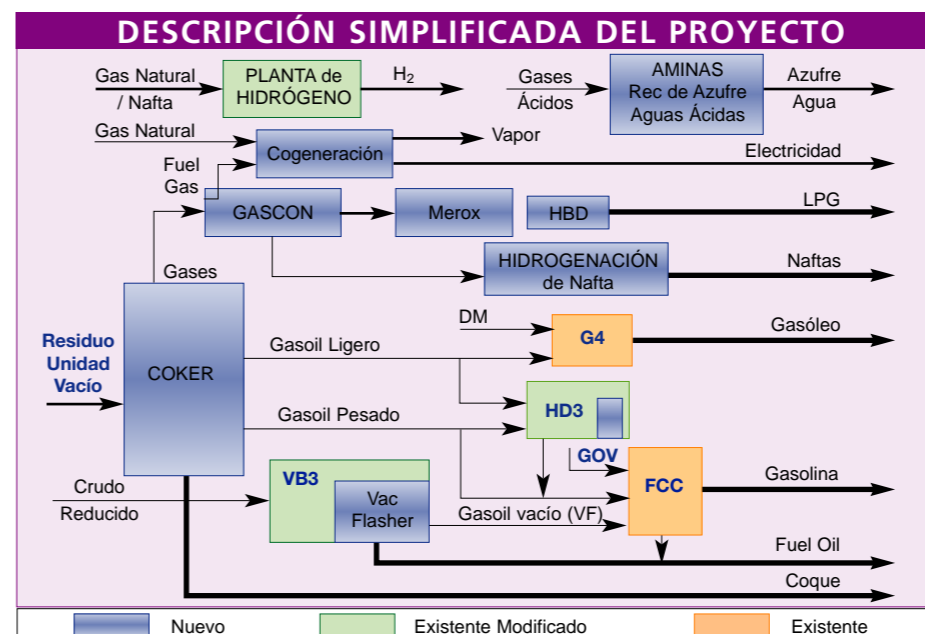 DESCRIPCIÓN SIMPLIFICADA DEL PROYECTO
Gas Natural
/ Nafta
PLANTA de
HIDRÓGENO
H2
Gases
Ácidos
AMINAS
Rec de Azufre
Aguas Ácidas
Azufre
Agua
Gas Natural
Fuel
Gas
Cogeneración
Vapor
Electricidad
GASCON
Merox
HBD
LPG
Gases
HIDROGENACIÓN
de Nafta
Naftas
Residuo
Unidad
Vacío
COKER
DM
G4
Gasóleo
Gasoil Ligero
Gasoil Pesado
HD3
GOV
FCC
Gasolina
Crudo
Reducido
VB3
Vac
Flasher
Gasoil vacío (VF)
Fuel Oil
Coque
Nuevo
Existente Modificado
Existente